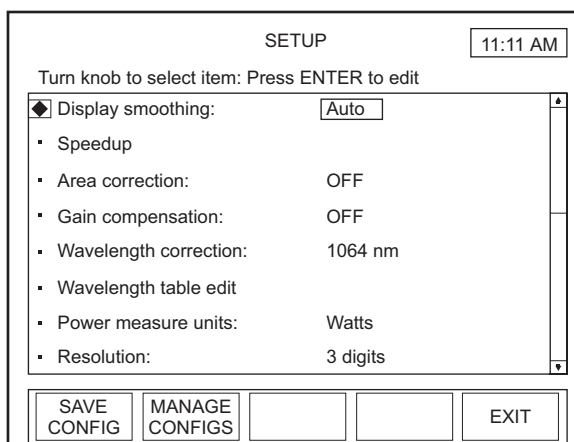 SETUP
11:11 AM
Turn knob to select item: Press ENTER to edit
Display smoothing: Auto
Speedup
Area correction: OFF
Gain compensation: OFF
Wavelength correction: 1064 nm
Wavelength table edit
Power measure units: Watts
Resolution: 3 digits
SAVE
CONFIG
MANAGE
CONFIGS
EXIT